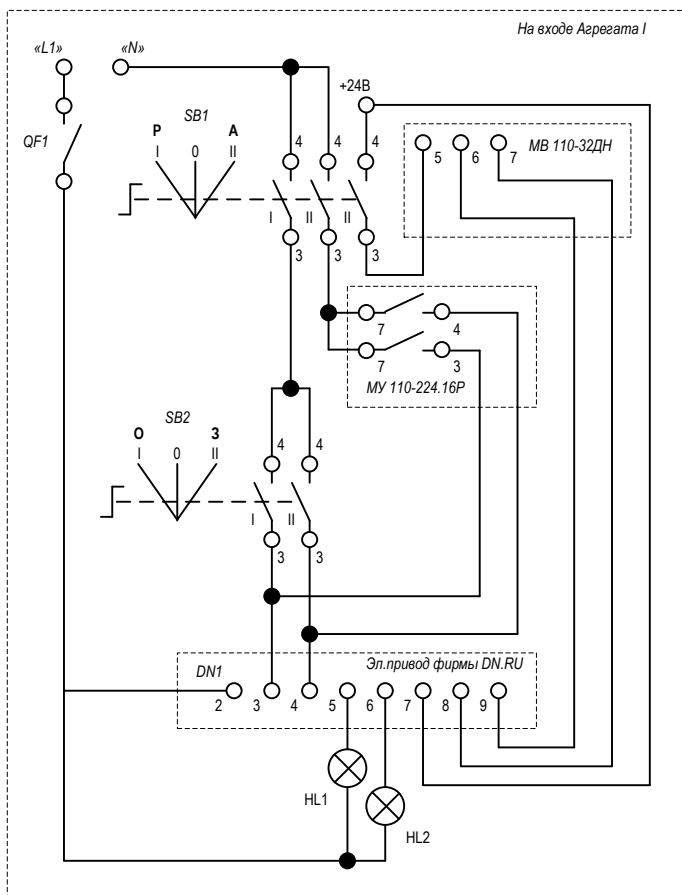 На входе Агрегата I
«L1» «N»
+24В
SB1
QF1
Р А
I 0 II
4 4 4
МВ 110-32ДН
5 6 7
I II II
3 3 3
7 4
7 3
МУ 110-224.16Р
SB2
О З
I 0 II
4 4
I II
3 3
DN1 Эл.привод фирмы DN.RU
2 3 4 5 6 7 8 9
HL1
HL2